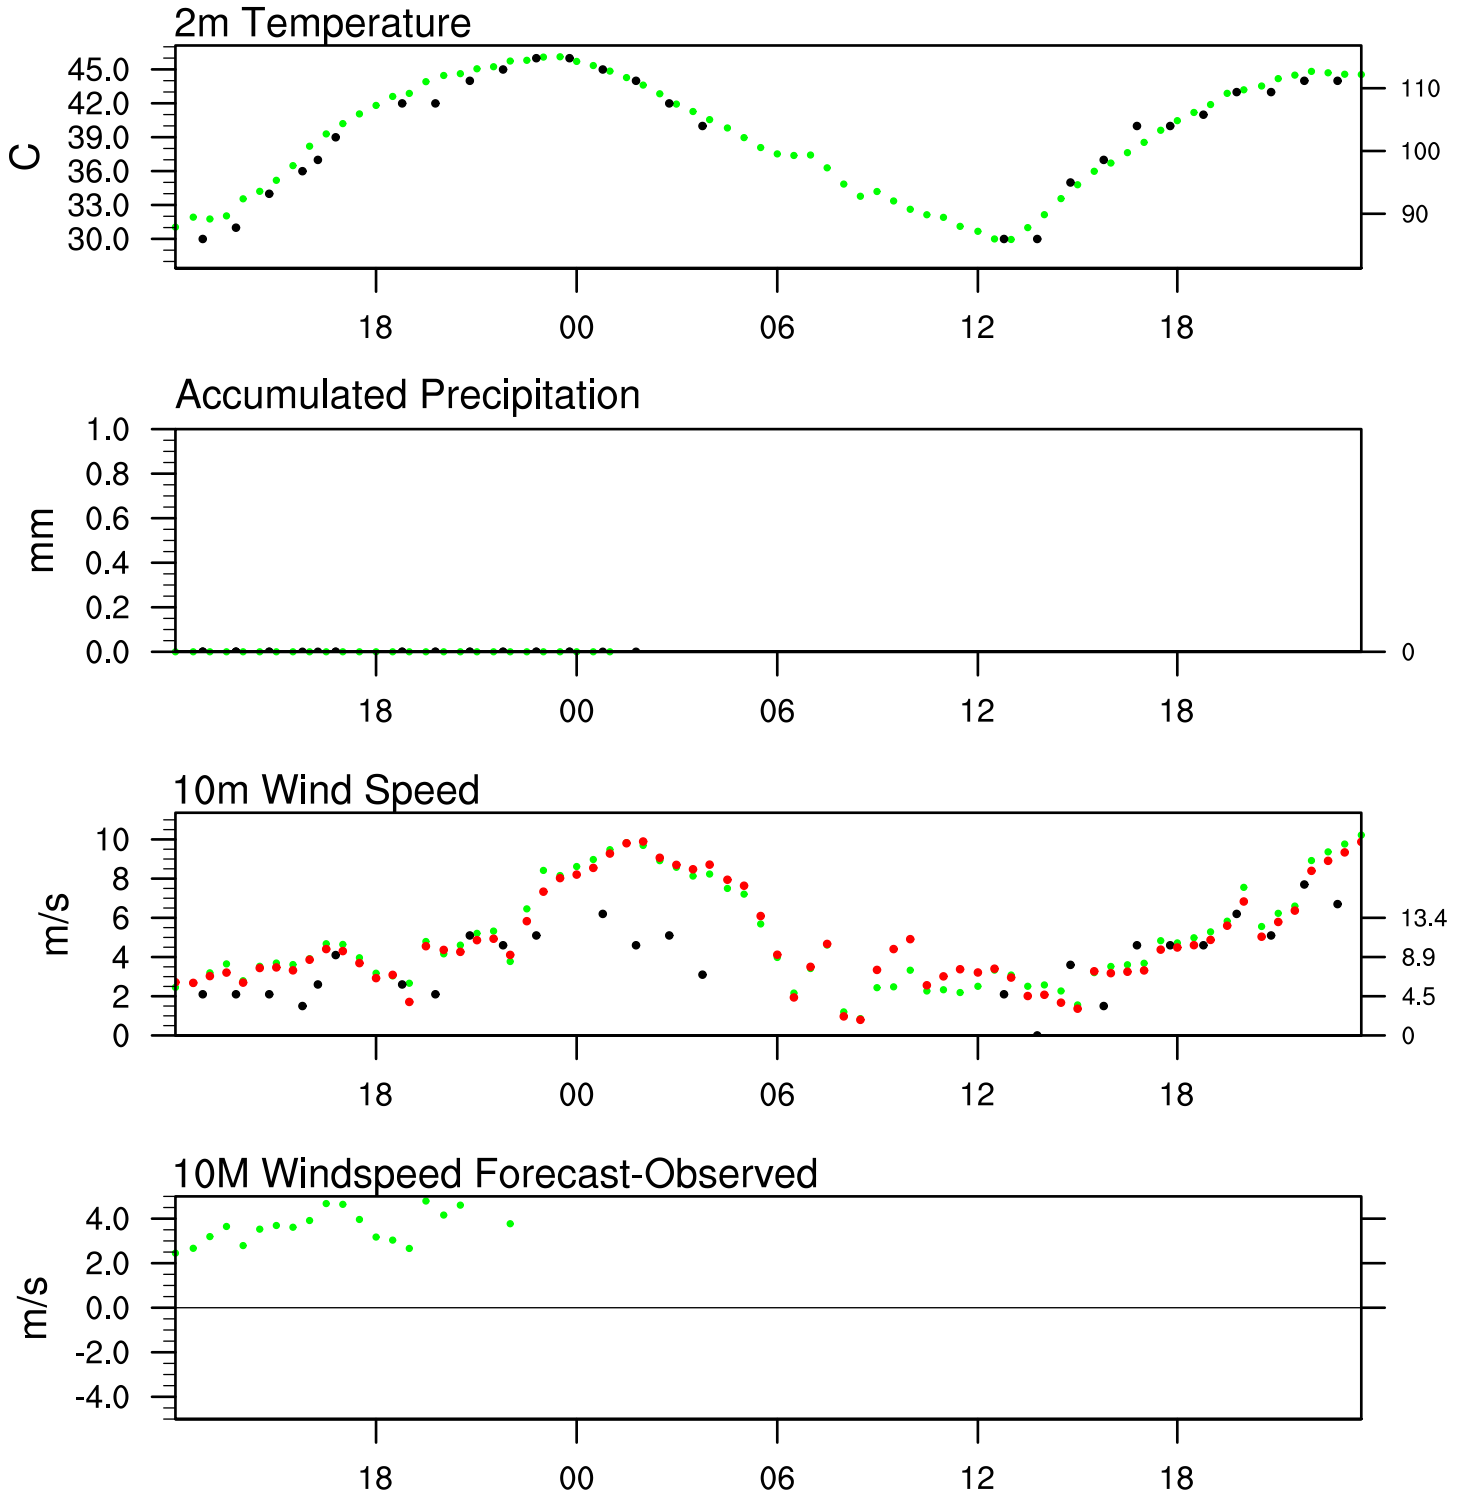 2m Temperature
C
45.0
42.0
39.0
36.0
33.0
30.0
110
100
90
18 00 06 12 18
Accumulated Precipitation
mm
1.0
0.8
0.6
0.4
0.2
0.0
0
18 00 06 12 18
10m Wind Speed
m/s
10
8
6
4
2
0
13.4
8.9
4.5
0
18 00 06 12 18
10M Windspeed Forecast-Observed
m/s
4.0
2.0
0.0
-2.0
-4.0
18 00 06 12 18